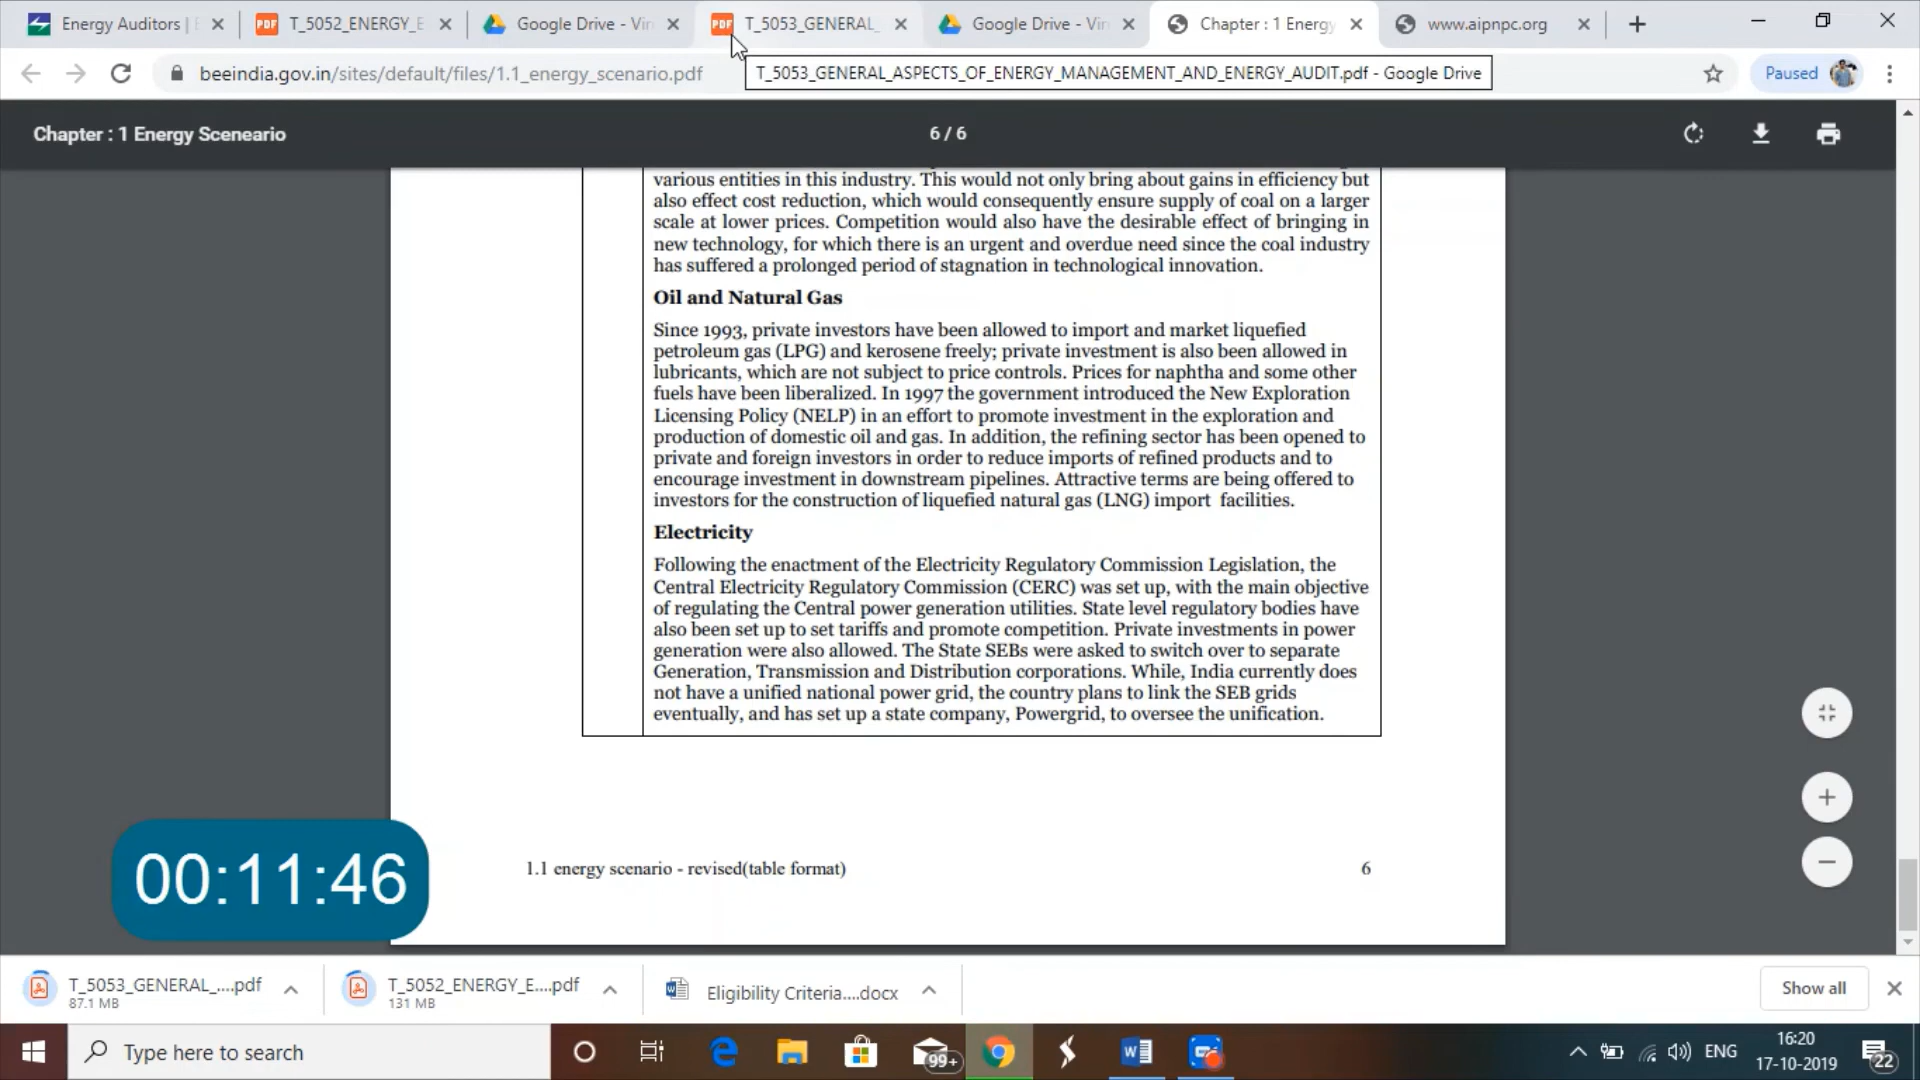 Energy Auditors | E
T_5052_ENERGY_E
Google Drive - Vir
T_5053_GENERAL_
Google Drive - Vir
Chapter : 1 Energy
www.aipnpc.org
beeindia.gov.in/sites/default/files/1.1_energy_scenario.pdf
T_5053_GENERAL_ASPECTS_OF_ENERGY_MANAGEMENT_AND_ENERGY_AUDIT.pdf - Google Drive
Paused
Chapter : 1 Energy Sceneario
6 / 6
various entities in this industry. This would not only bring about gains in efficiency but
also effect cost reduction, which would consequently ensure supply of coal on a larger
scale at lower prices. Competition would also have the desirable effect of bringing in
new technology, for which there is an urgent and overdue need since the coal industry
has suffered a prolonged period of stagnation in technological innovation.
Oil and Natural Gas
Since 1993, private investors have been allowed to import and market liquefied
petroleum gas (LPG) and kerosene freely; private investment is also been allowed in
lubricants, which are not subject to price controls. Prices for naphtha and some other
fuels have been liberalized. In 1997 the government introduced the New Exploration
Licensing Policy (NELP) in an effort to promote investment in the exploration and
production of domestic oil and gas. In addition, the refining sector has been opened to
private and foreign investors in order to reduce imports of refined products and to
encourage investment in downstream pipelines. Attractive terms are being offered to
investors for the construction of liquefied natural gas (LNG) import facilities.
Electricity
Following the enactment of the Electricity Regulatory Commission Legislation, the
Central Electricity Regulatory Commission (CERC) was set up, with the main objective
of regulating the Central power generation utilities. State level regulatory bodies have
also been set up to set tariffs and promote competition. Private investments in power
generation were also allowed. The State SEBs were asked to switch over to separate
Generation, Transmission and Distribution corporations. While, India currently does
not have a unified national power grid, the country plans to link the SEB grids
eventually, and has set up a state company, Powergrid, to oversee the unification.
00:11:46
1.1 energy scenario - revised(table format)
6
T_5053_GENERAL_....pdf
87.1 MB
T_5052_ENERGY_E....pdf
131 MB
Eligibility Criteria....docx
Show all
Type here to search
99+
ENG
16:20
17-10-2019
22